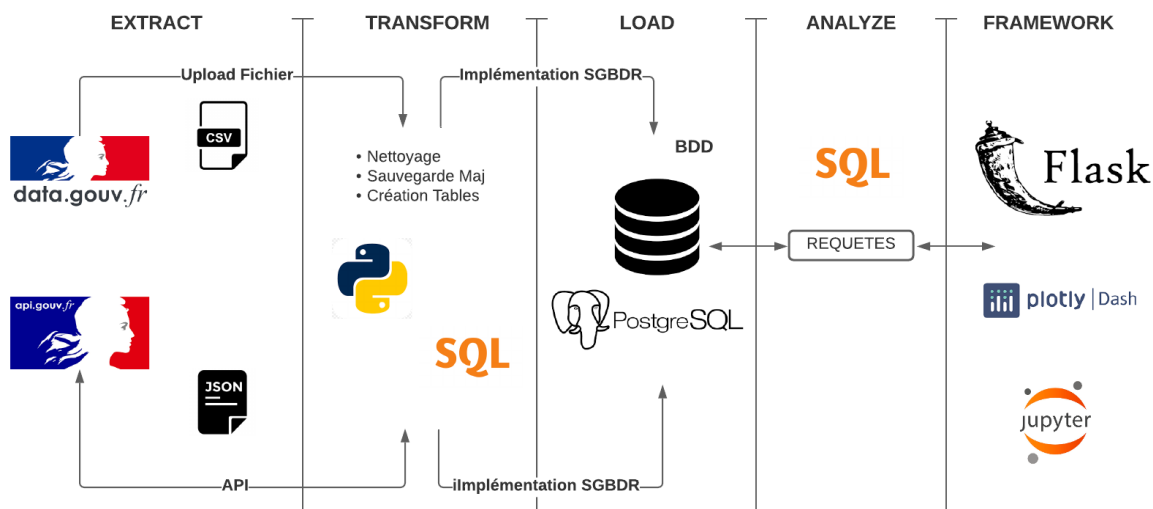 EXTRACT
TRANSFORM
LOAD
ANALYZE
FRAMEWORK
Upload Fichier
Implémentation SGBDR
CSV
data.gouv.fr
• Nettoyage
• Sauvegarde Maj
• Création Tables
BDD
SQL
Flask
REQUETES
api.gouv.fr
PostgreSQL
plotly | Dash
SQL
JSON
jupyter
API
iImplémentation SGBDR